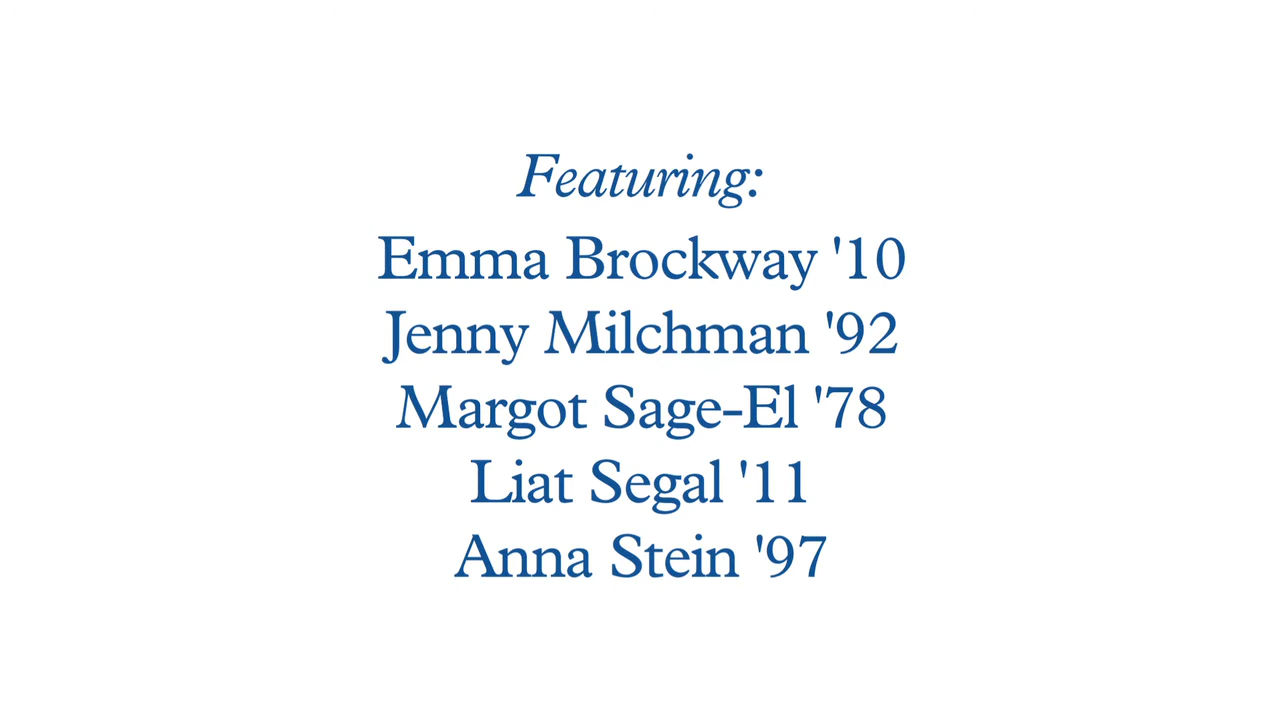 Featuring:
Emma Brockway '10
Jenny Milchman '92
Margot Sage-El '78
Liat Segal '11
Anna Stein '97